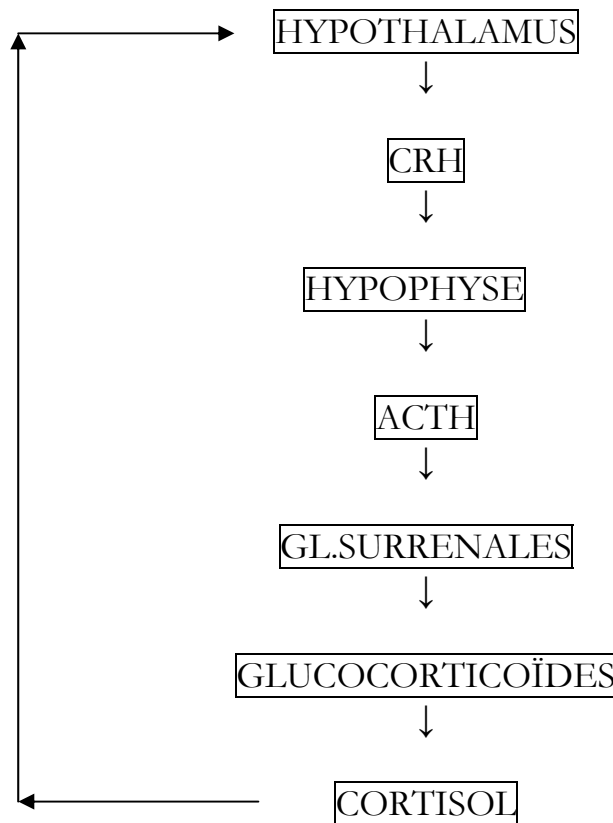 HYPOTHALAMUS
CRH
HYPOPHYSE
ACTH
GL.SURRENALES
GLUCOCORTICOÏDES
CORTISOL